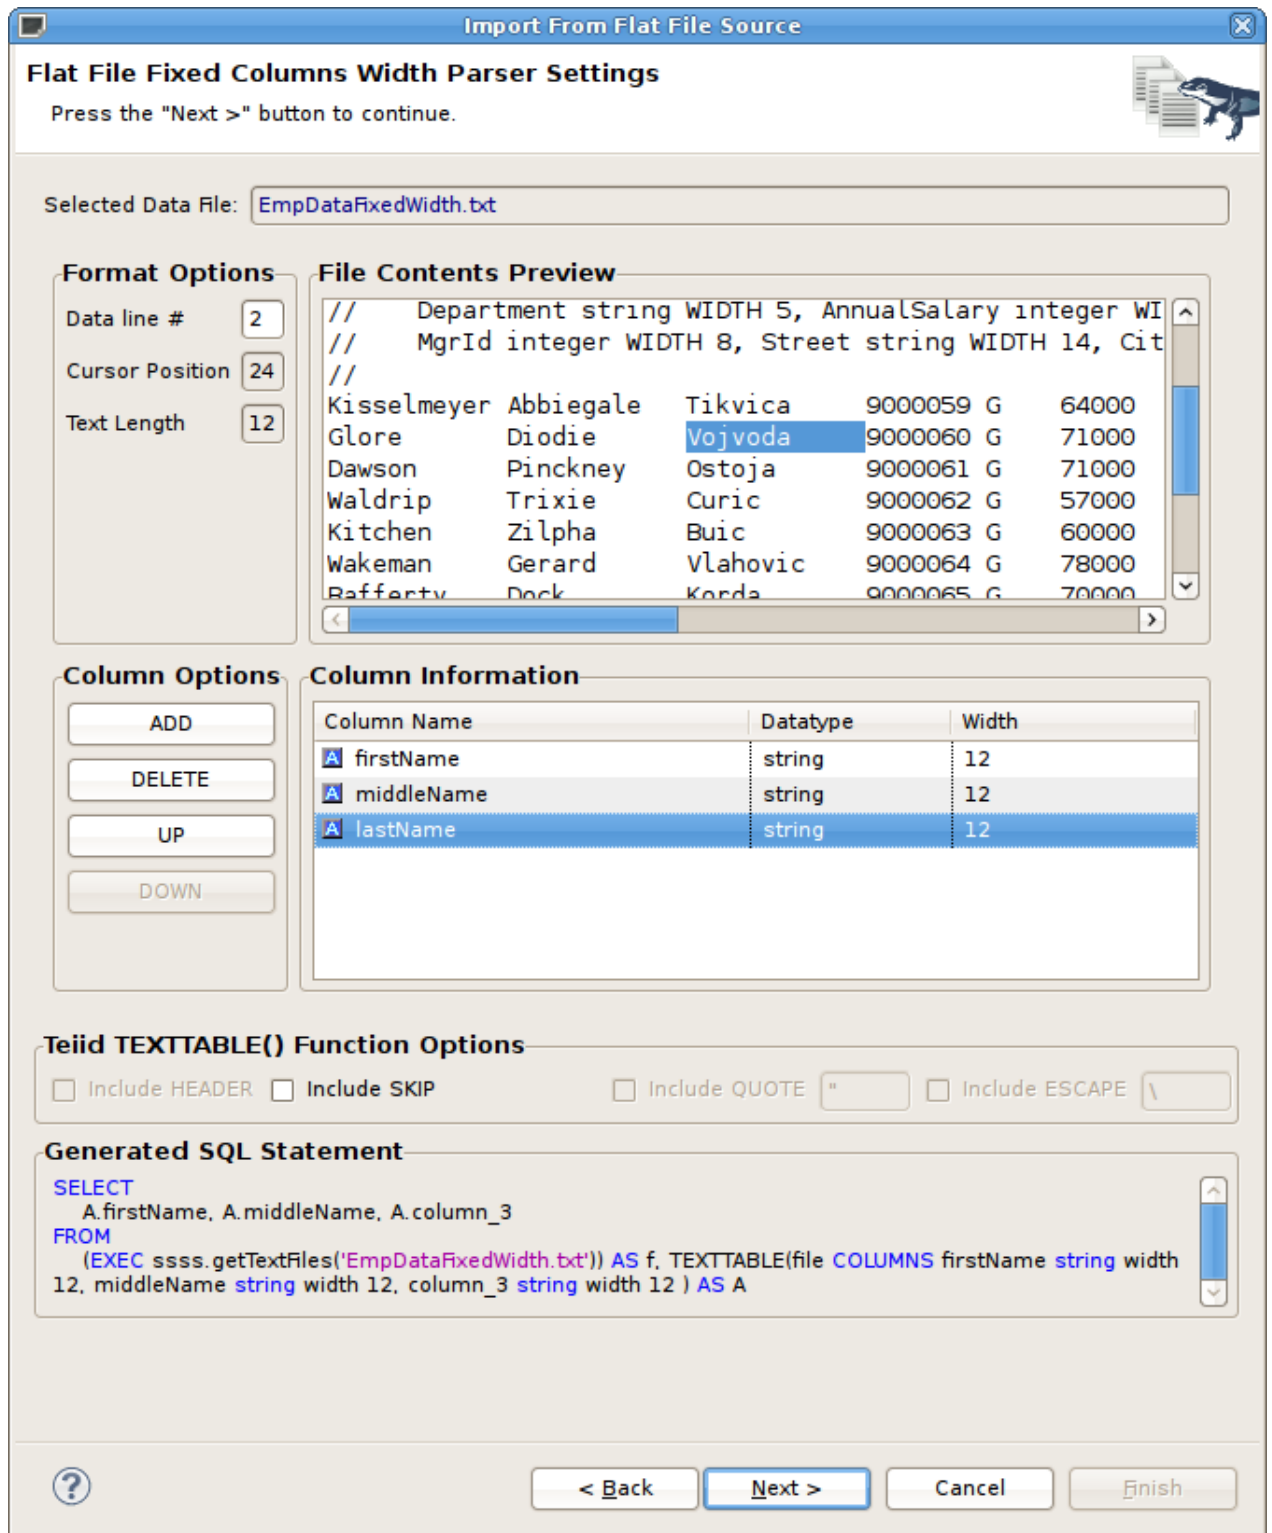 Import From Flat File Source
Flat File Fixed Columns Width Parser Settings
Press the "Next >" button to continue.
Selected Data File: EmpDataFixedWidth.txt
Format Options
Data line # 2
Cursor Position 24
Text Length 12
File Contents Preview
// Department string WIDTH 5, AnnualSalary integer WI
// MgrId integer WIDTH 8, Street string WIDTH 14, Cit
//
Kisselmeyer Abbiegale Tikvica 9000059 G 64000
Glore Diodie Vojvoda 9000060 G 71000
Dawson Pinckney Ostoja 9000061 G 71000
Waldrip Trixie Curic 9000062 G 57000
Kitchen Zilpha Buic 9000063 G 60000
Wakeman Gerard Vlahovic 9000064 G 78000
Rafferty Dock Korda 9000065 G 70000
Column Options
ADD
DELETE
UP
DOWN
Column Information
Column Name Datatype Width
A firstName string 12
A middleName string 12
A lastName string 12
Teiid TEXTTABLE() Function Options
Include HEADER Include SKIP Include QUOTE " Include ESCAPE \
Generated SQL Statement
SELECT
A.firstName, A.middleName, A.column_3
FROM
(EXEC ssss.getTextFiles('EmpDataFixedWidth.txt')) AS f, TEXTTABLE(file COLUMNS firstName string width
12, middleName string width 12, column_3 string width 12 ) AS A
? < Back Next > Cancel Finish